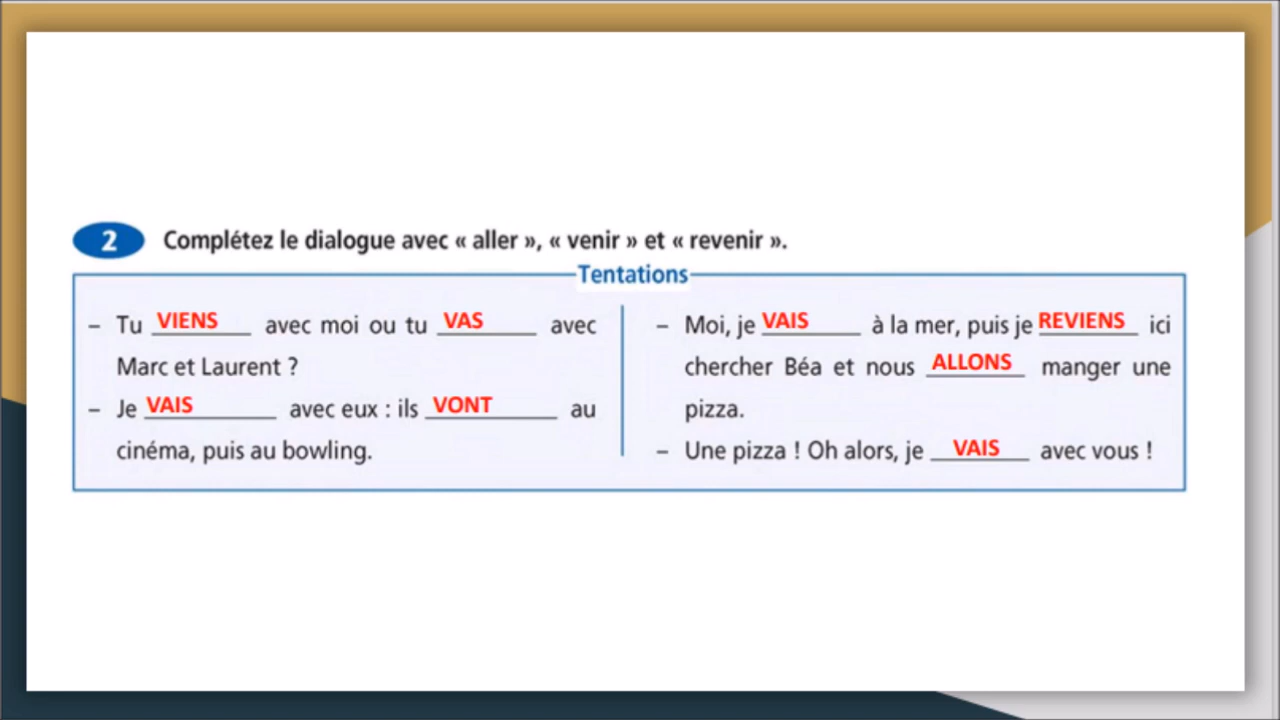 2 Complétez le dialogue avec « aller », « venir » et « revenir ».
Tentations
– Tu VIENS avec moi ou tu VAS avec
Marc et Laurent ?
– Je VAIS avec eux : ils VONT au
cinéma, puis au bowling.
– Moi, je VAIS à la mer, puis je REVIENS ici
chercher Béa et nous ALLONS manger une
pizza.
– Une pizza ! Oh alors, je VAIS avec vous !